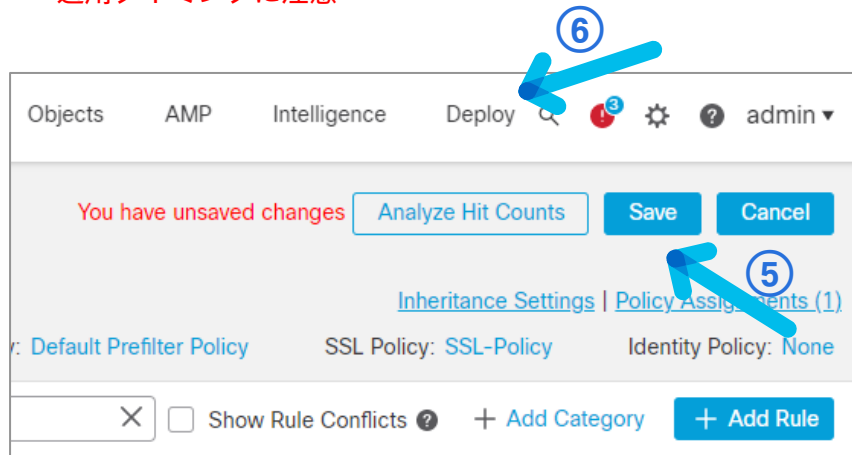 ⑥
Objects AMP Intelligence Deploy 3 admin
You have unsaved changes Analyze Hit Counts Save Cancel
⑤
Inheritance Settings | Policy Assignments (1)
Default Prefilter Policy SSL Policy: SSL-Policy Identity Policy: None
Show Rule Conflicts + Add Category + Add Rule